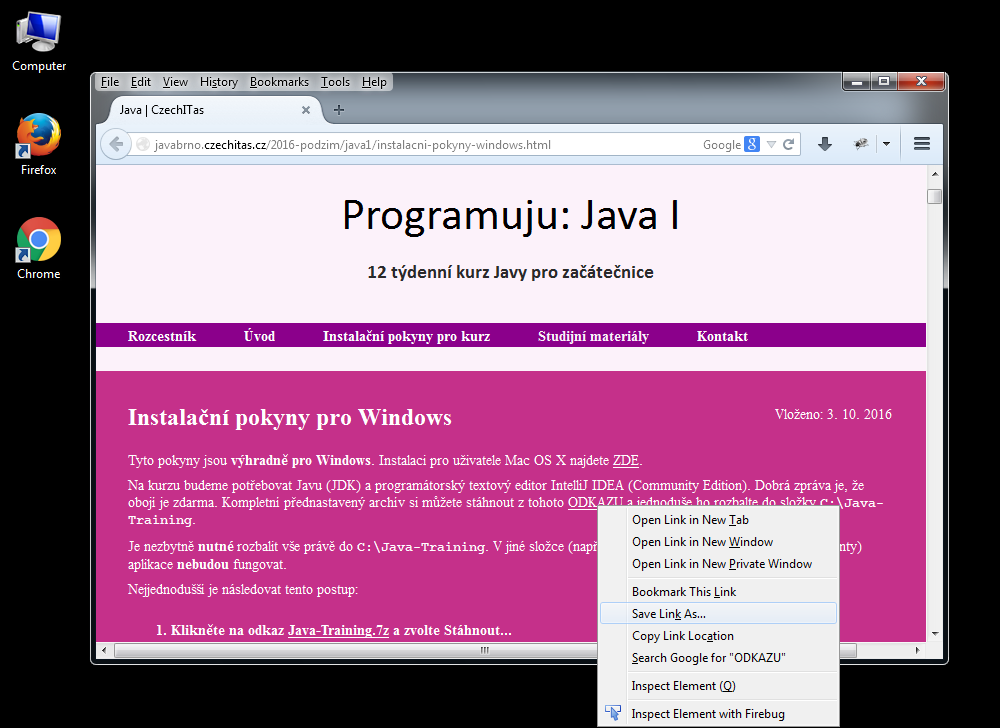 Computer
Firefox
Chrome
File Edit View History Bookmarks Tools Help
Java | CzechITas
javabrno.czechitas.cz/2016-podzim/java1/instalacni-pokyny-windows.html
Google 8
Programuju: Java I
12 týdenní kurz Javy pro začátečnice
Rozcestník Úvod Instalační pokyny pro kurz Studijní materiály Kontakt
Instalační pokyny pro Windows
Vloženo: 3. 10. 2016
Tyto pokyny jsou výhradně pro Windows. Instalaci pro uživatele Mac OS X najdete ZDE.
Na kurzu budeme potřebovat Javu (JDK) a programátorský textový editor IntelliJ IDEA (Community Edition). Dobrá zpráva je, že
obojí je zdarma. Kompletní přednastavený archív si můžete stáhnout z tohoto ODKAZU a jednoduše ho rozbalte do složky C:\Java-
Training.
Je nezbytně nutné rozbalit vše právě do C:\Java-Training. V jiné složce (např nty)
aplikace nebudou fungovat.
Nejjednodušší je následovat tento postup:
1. Klikněte na odkaz Java-Training.7z a zvolte Stáhnout...
Open Link in New Tab
Open Link in New Window
Open Link in New Private Window
Bookmark This Link
Save Link As...
Copy Link Location
Search Google for "ODKAZU"
Inspect Element (Q)
Inspect Element with Firebug